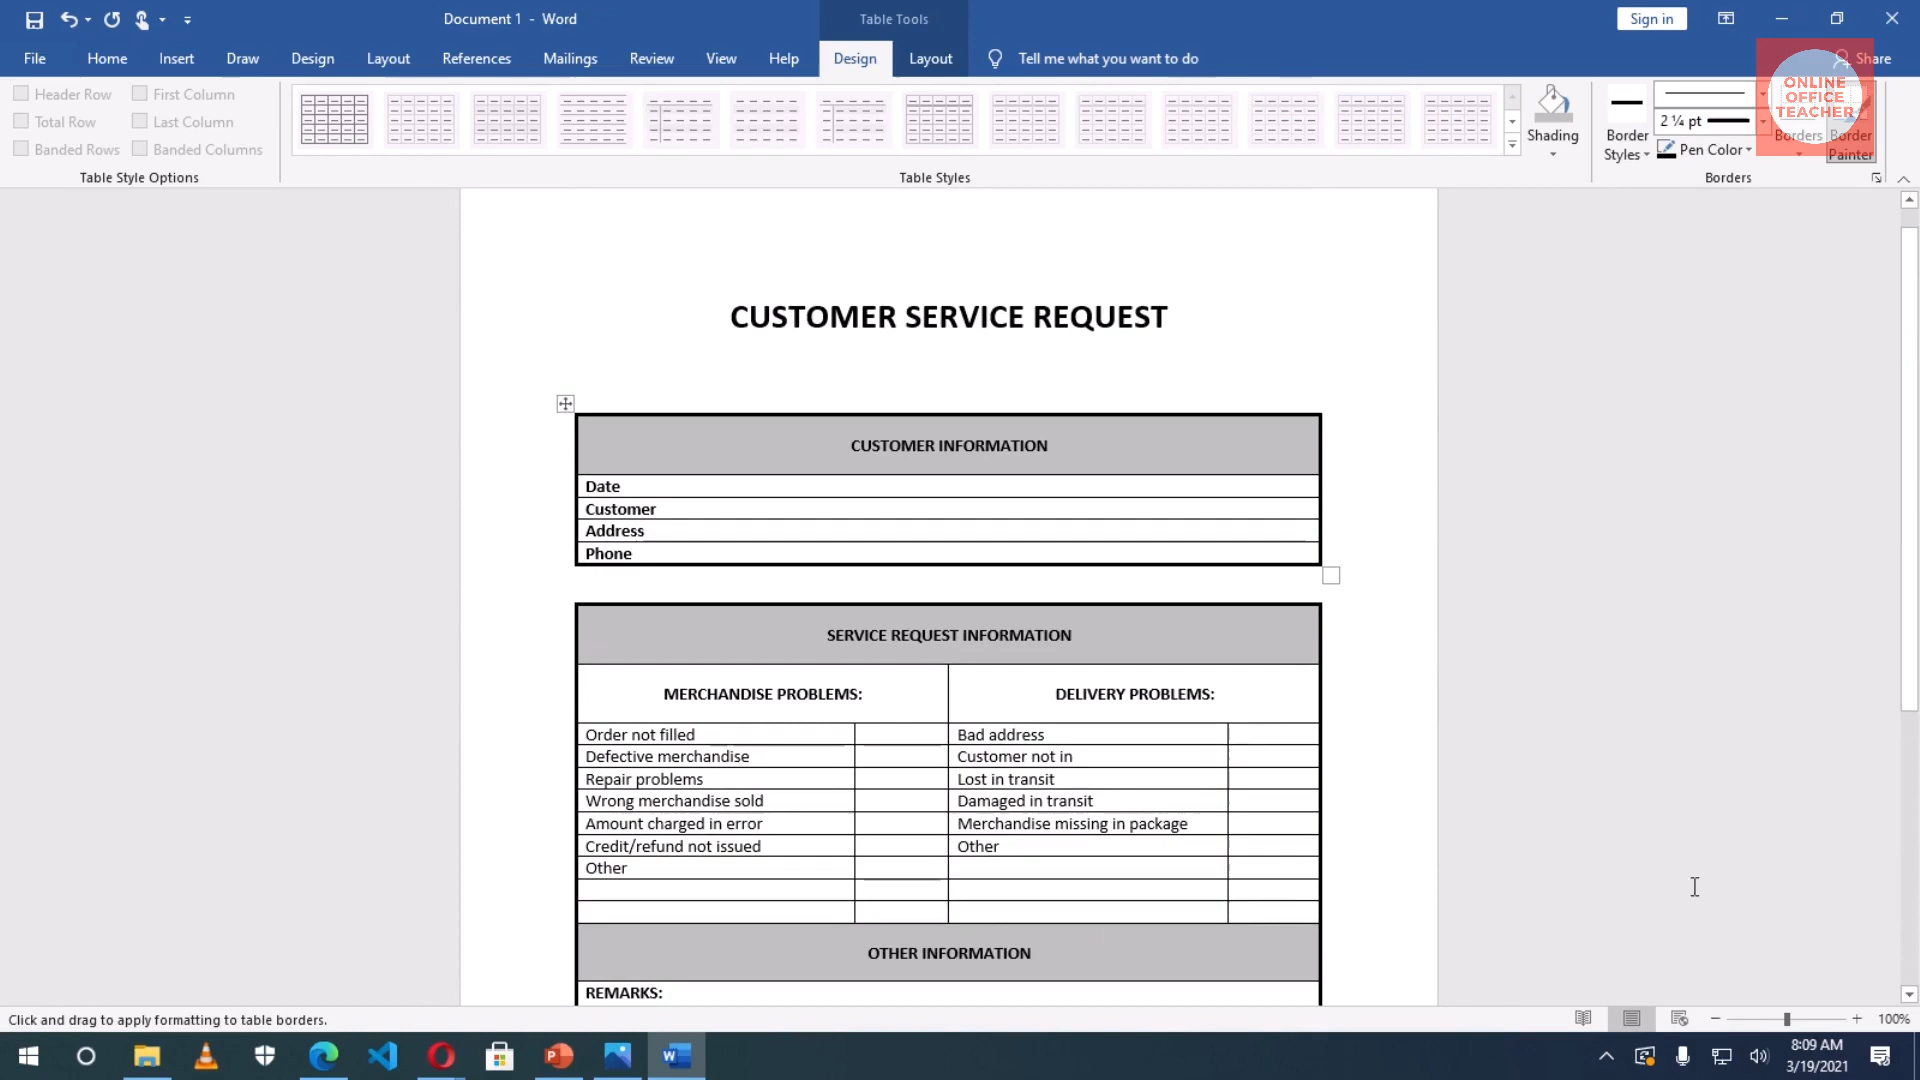 Document 1 - Word
Table Tools
Sign in
File
Home
Insert
Draw
Design
Layout
References
Mailings
Review
View
Help
Design
Layout
Tell me what you want to do
Share
Header Row
First Column
Total Row
Last Column
Banded Rows
Banded Columns
Table Style Options
Table Styles
Shading
Border
Styles
2 ¼ pt
Pen Color
Borders
Border
Painter
Borders
ONLINE
OFFICE
TEACHER
CUSTOMER SERVICE REQUEST
CUSTOMER INFORMATION
Date
Customer
Address
Phone
SERVICE REQUEST INFORMATION
MERCHANDISE PROBLEMS:
DELIVERY PROBLEMS:
Order not filled
Bad address
Defective merchandise
Customer not in
Repair problems
Lost in transit
Wrong merchandise sold
Damaged in transit
Amount charged in error
Merchandise missing in package
Credit/refund not issued
Other
Other
OTHER INFORMATION
REMARKS:
Click and drag to apply formatting to table borders.
100%
8:09 AM
3/19/2021